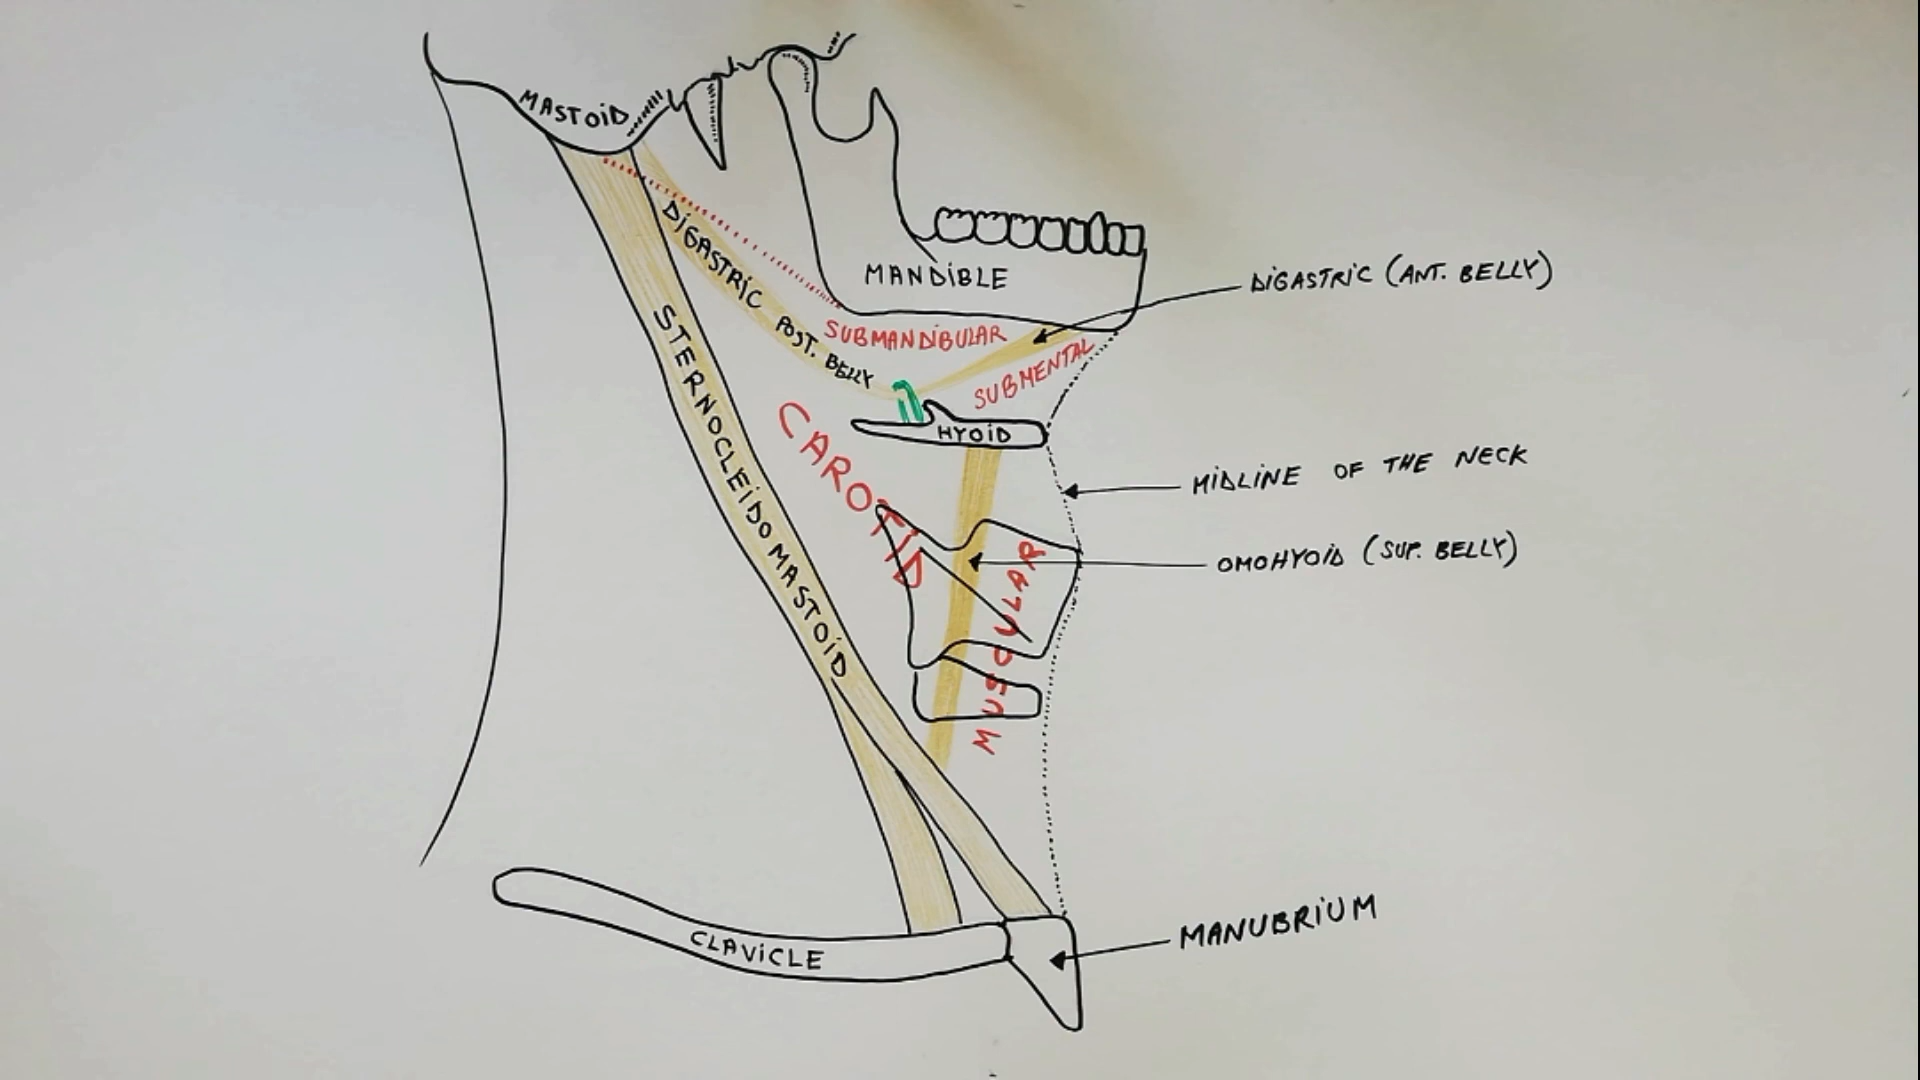 MASTOID
MANDIBLE
DIGASTRIC (ANT. BELLY)
DIGASTRIC POST. BELLY
SUBMANDIBULAR
SUBMENTAL
STERNOCLEIDOMASTOID
CAROTID
HYOID
MIDLINE OF THE NECK
OMOHYOID (SUP. BELLY)
MUSCULAR
MANUBRIUM
CLAVICLE